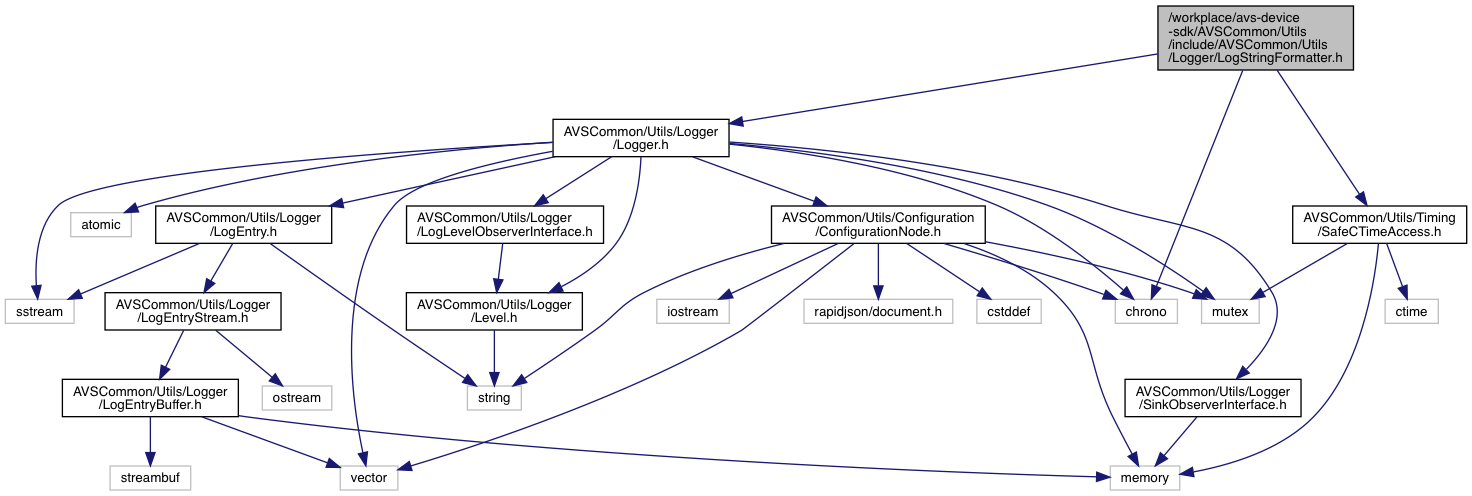 /workplace/avs-device
-sdk/AVSCommon/Utils
/include/AVSCommon/Utils
/Logger/LogStringFormatter.h
AVSCommon/Utils/Logger
/Logger.h
atomic
AVSCommon/Utils/Logger
/LogEntry.h
AVSCommon/Utils/Logger
/LogLevelObserverInterface.h
AVSCommon/Utils/Configuration
/ConfigurationNode.h
AVSCommon/Utils/Timing
/SafeCTimeAccess.h
sstream
AVSCommon/Utils/Logger
/LogEntryStream.h
AVSCommon/Utils/Logger
/Level.h
iostream
rapidjson/document.h
cstddef
chrono
mutex
ctime
AVSCommon/Utils/Logger
/LogEntryBuffer.h
ostream
string
AVSCommon/Utils/Logger
/SinkObserverInterface.h
streambuf
vector
memory